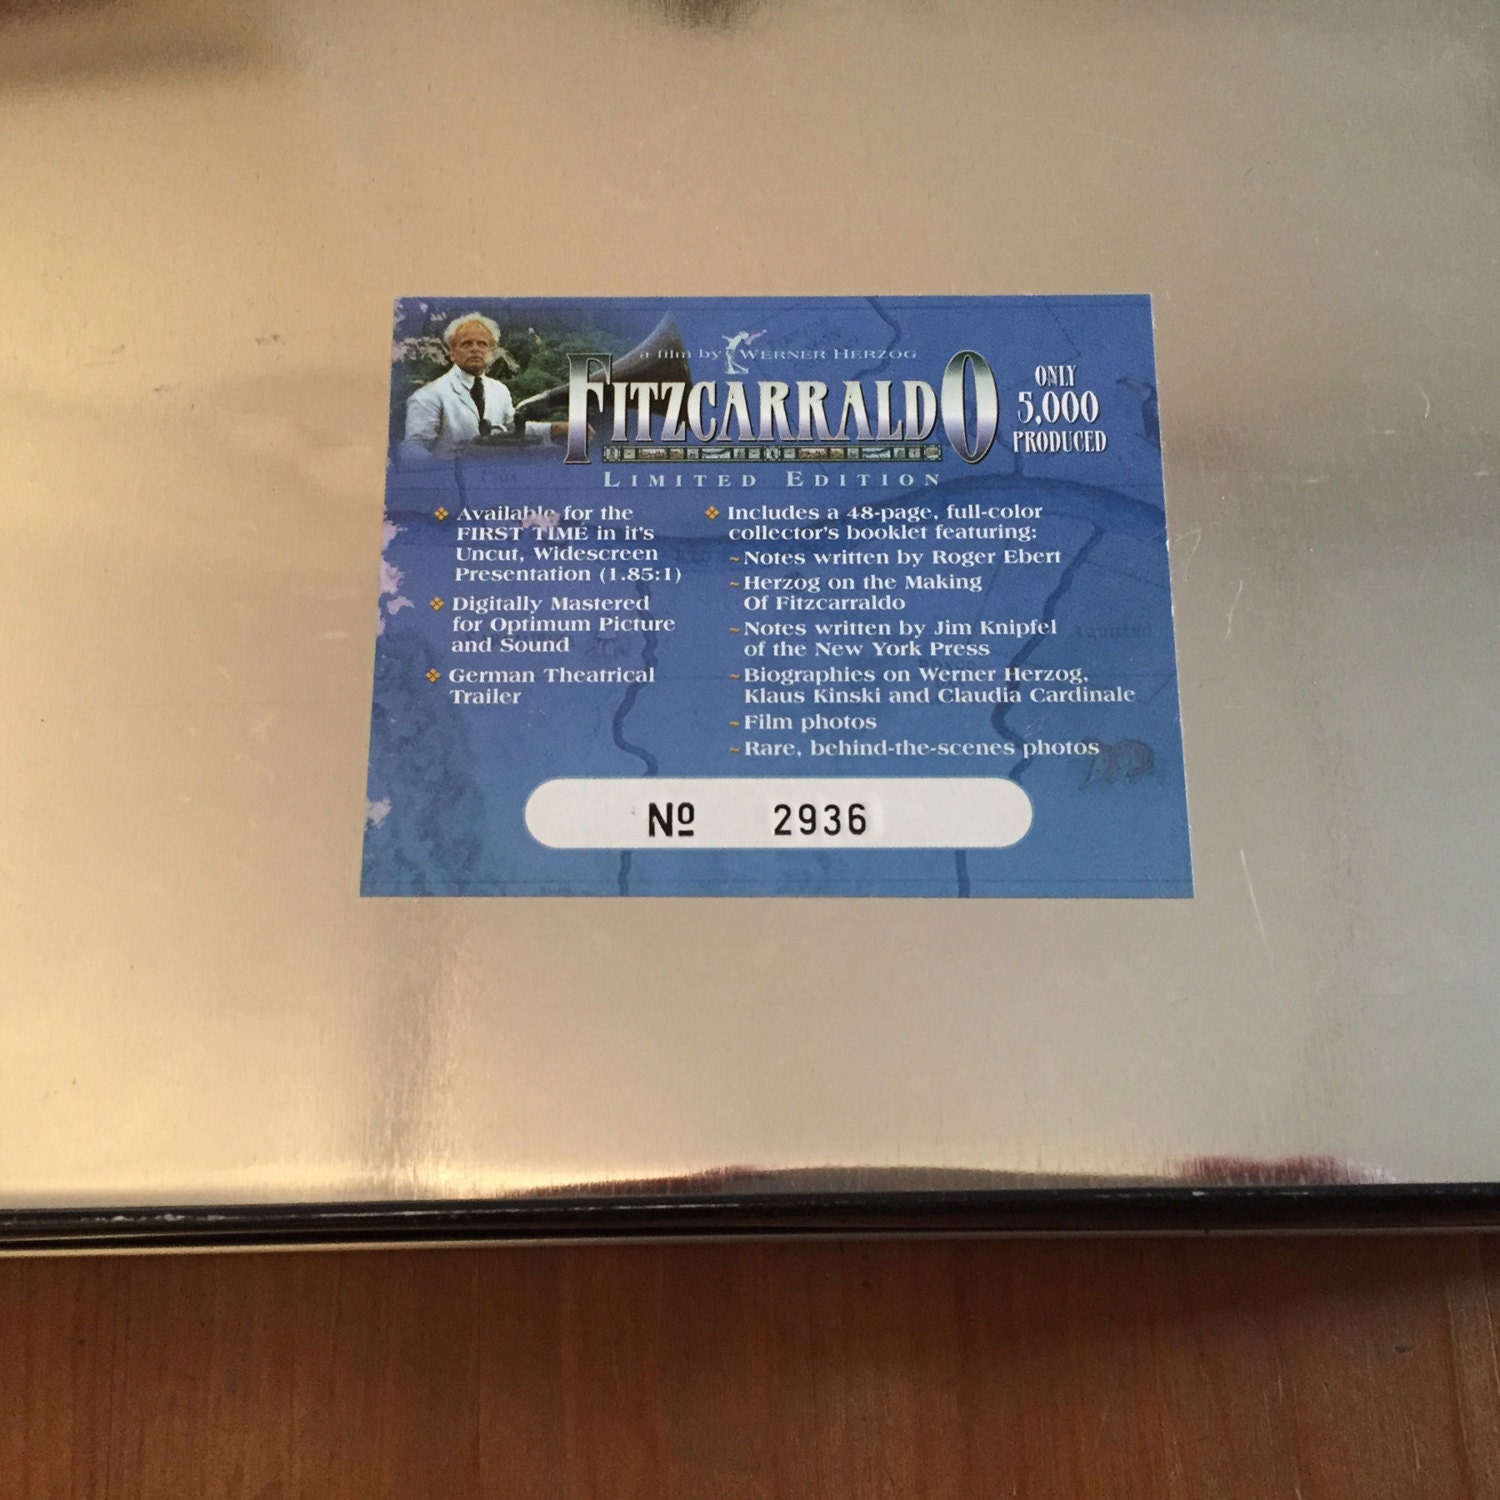 a film by WERNER HERZOG
FITZCARRALDO
LIMITED EDITION
ONLY
5,000
PRODUCED
❖ Available for the
FIRST TIME in it's
Uncut, Widescreen
Presentation (1.85:1)
❖ Digitally Mastered
for Optimum Picture
and Sound
❖ German Theatrical
Trailer
❖ Includes a 48-page, full-color
collector's booklet featuring:
~ Notes written by Roger Ebert
~ Herzog on the Making
Of Fitzcarraldo
~ Notes written by Jim Knipfel
of the New York Press
~ Biographies on Werner Herzog,
Klaus Kinski and Claudia Cardinale
~ Film photos
~ Rare, behind-the-scenes photos
Nº 2936